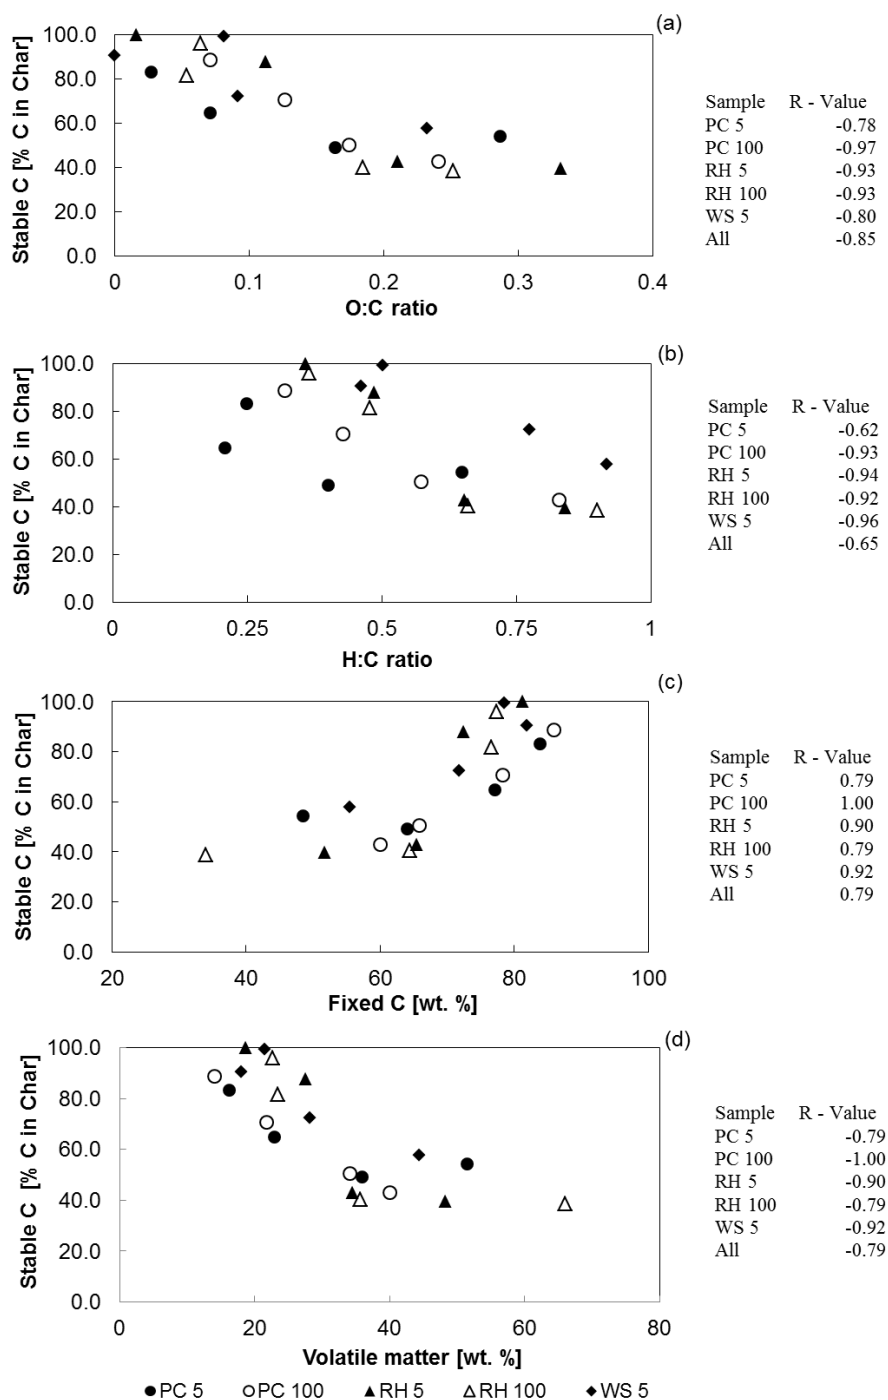 (a)
Stable C [% C in Char]
100.0
80.0
60.0
40.0
20.0
0.0
0 0.1 0.2 0.3 0.4
O:C ratio
Sample R - Value
PC 5 -0.78
PC 100 -0.97
RH 5 -0.93
RH 100 -0.93
WS 5 -0.80
All -0.85
(b)
Stable C [% C in Char]
100.0
80.0
60.0
40.0
20.0
0.0
0 0.25 0.5 0.75 1
H:C ratio
Sample R - Value
PC 5 -0.62
PC 100 -0.93
RH 5 -0.94
RH 100 -0.92
WS 5 -0.96
All -0.65
(c)
Stable C [% C in Char]
100.0
80.0
60.0
40.0
20.0
0.0
20 40 60 80 100
Fixed C [wt. %]
Sample R - Value
PC 5 0.79
PC 100 1.00
RH 5 0.90
RH 100 0.79
WS 5 0.92
All 0.79
(d)
Stable C [% C in Char]
100.0
80.0
60.0
40.0
20.0
0.0
0 20 40 60 80
Volatile matter [wt. %]
Sample R - Value
PC 5 -0.79
PC 100 -1.00
RH 5 -0.90
RH 100 -0.79
WS 5 -0.92
All -0.79
PC 5 PC 100 RH 5 RH 100 WS 5